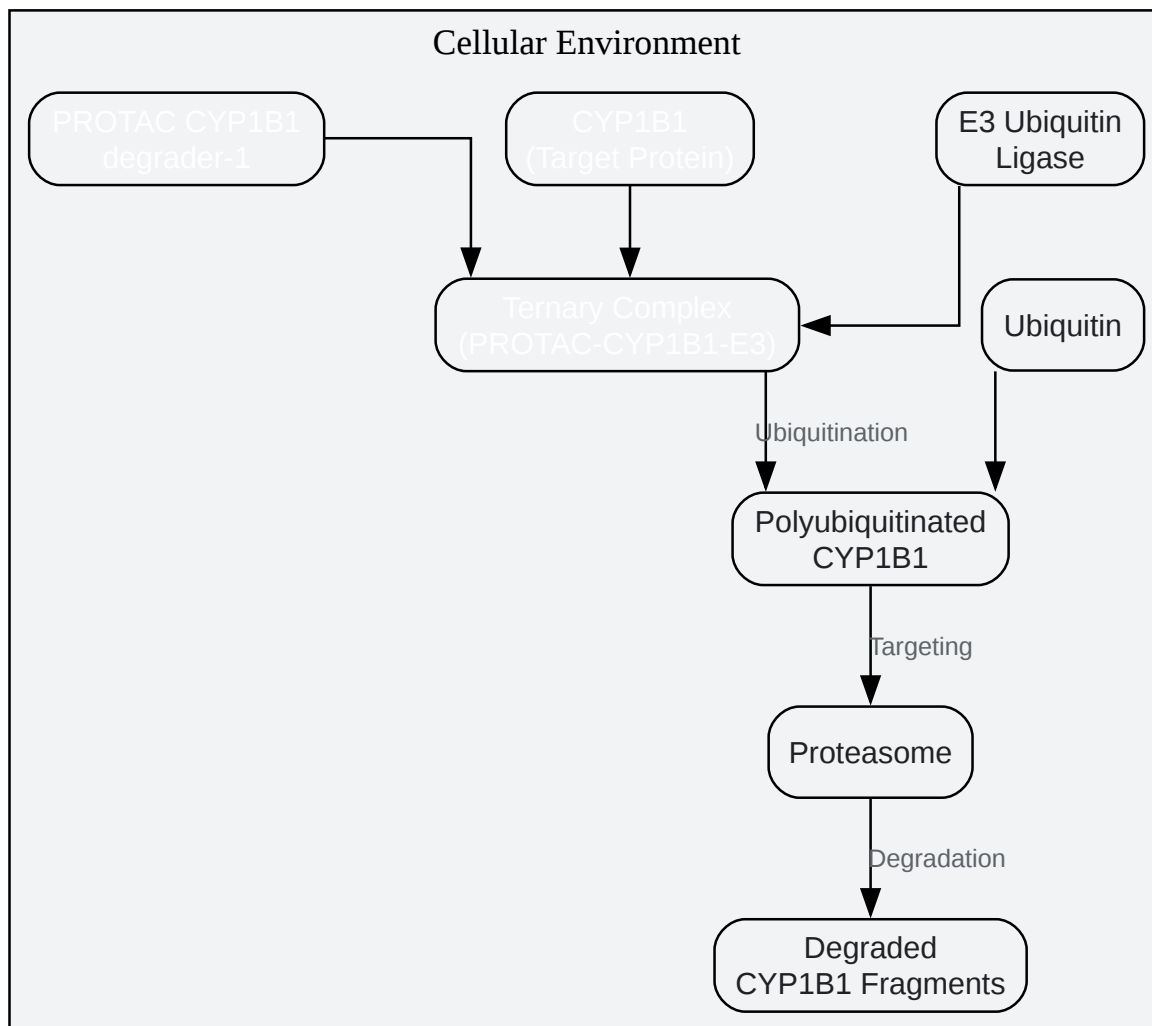 Cellular Environment
PROTAC CYP1B1
degrader-1
CYP1B1
(Target Protein)
E3 Ubiquitin
Ligase
Ternary Complex
(PROTAC-CYP1B1-E3)
Ubiquitin
Ubiquitination
Polyubiquitinated
CYP1B1
Targeting
Proteasome
Degradation
Degraded
CYP1B1 Fragments